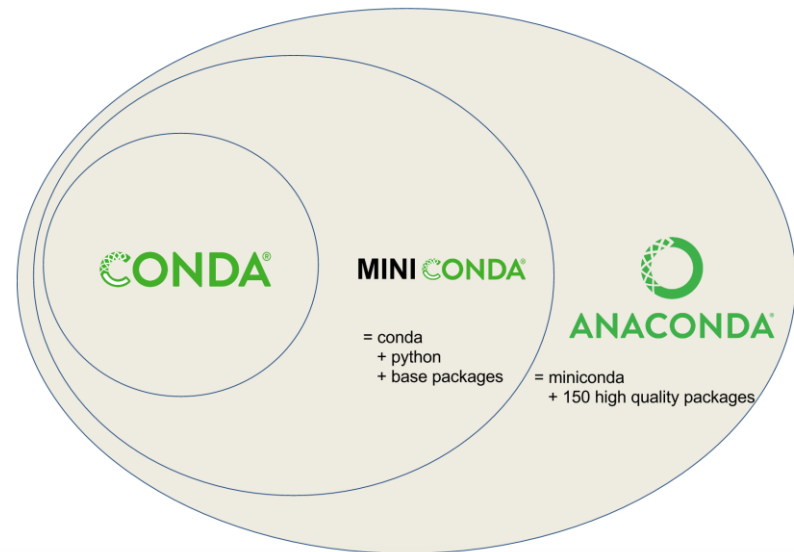 CONDA®
MINI CONDA®
= conda
+ python
+ base packages
ANACONDA®
= miniconda
+ 150 high quality packages